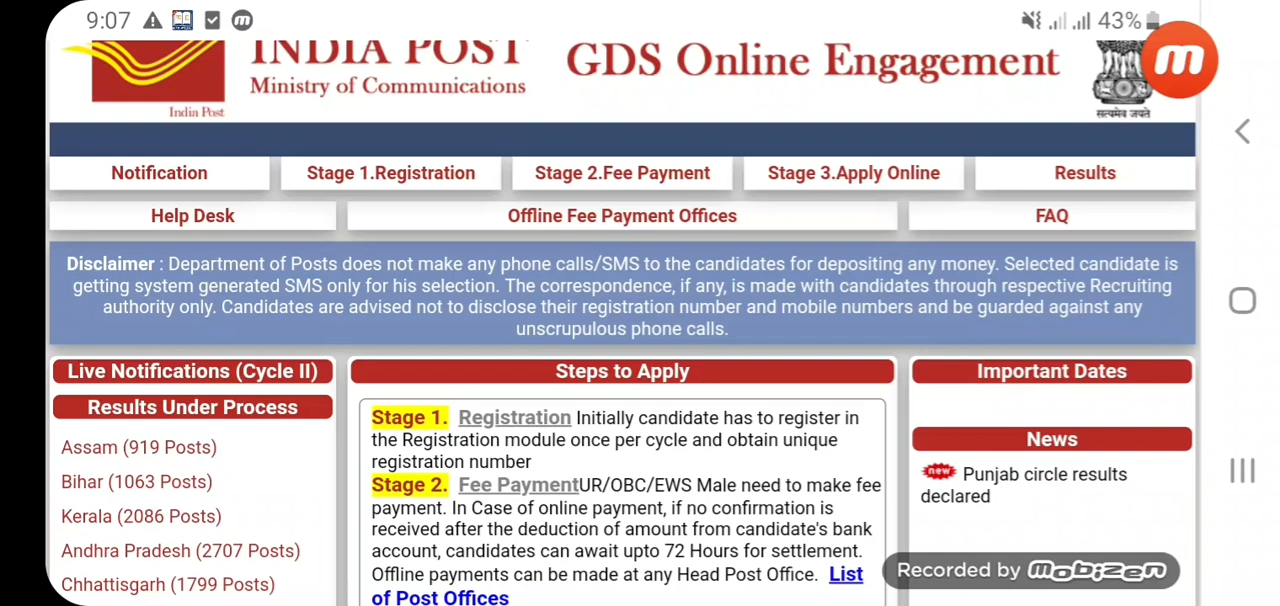 9:07
43%
INDIA POST
GDS Online Engagement
Ministry of Communications
India Post
सत्यमेव जयते
Notification
Stage 1.Registration
Stage 2.Fee Payment
Stage 3.Apply Online
Results
Help Desk
Offline Fee Payment Offices
FAQ
Disclaimer : Department of Posts does not make any phone calls/SMS to the candidates for depositing any money. Selected candidate is
getting system generated SMS only for his selection. The correspondence, if any, is made with candidates through respective Recruiting
authority only. Candidates are advised not to disclose their registration number and mobile numbers and be guarded against any
unscrupulous phone calls.
Live Notifications (Cycle II)
Results Under Process
Assam (919 Posts)
Bihar (1063 Posts)
Kerala (2086 Posts)
Andhra Pradesh (2707 Posts)
Chhattisgarh (1799 Posts)
Steps to Apply
Stage 1. Registration Initially candidate has to register in
the Registration module once per cycle and obtain unique
registration number
Stage 2. Fee PaymentUR/OBC/EWS Male need to make fee
payment. In Case of online payment, if no confirmation is
received after the deduction of amount from candidate's bank
account, candidates can await upto 72 Hours for settlement.
Offline payments can be made at any Head Post Office. List
of Post Offices
Important Dates
News
new Punjab circle results
declared
Recorded by mobizen